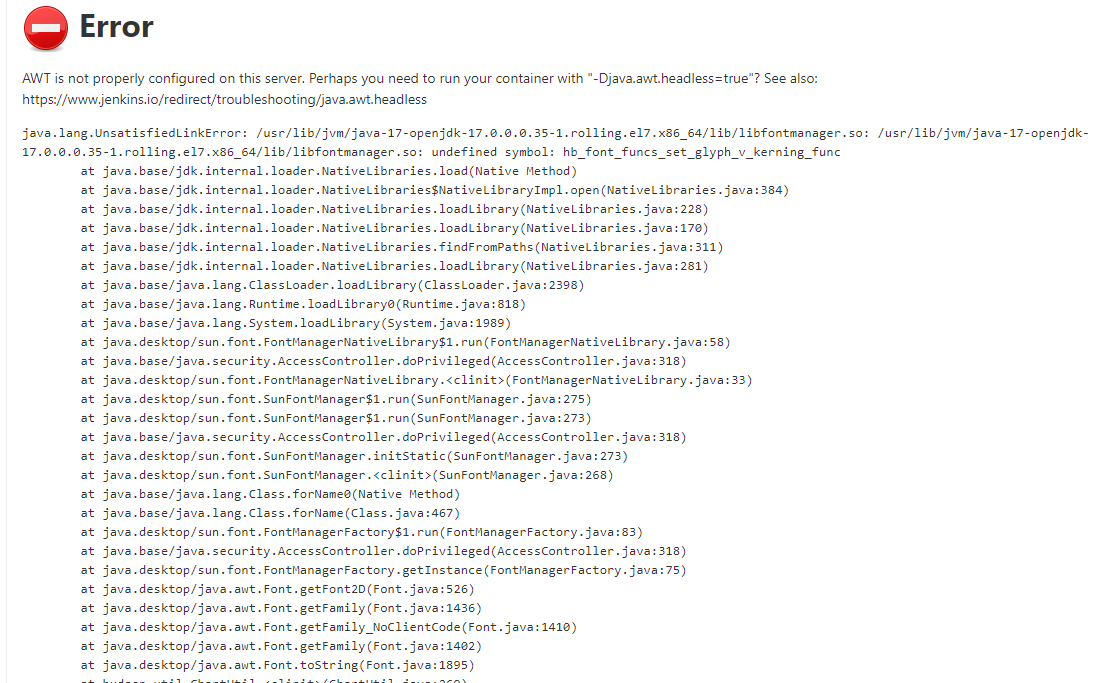 Error
AWT is not properly configured on this server. Perhaps you need to run your container with "-Djava.awt.headless=true"? See also:
https://www.jenkins.io/redirect/troubleshooting/java.awt.headless
java.lang.UnsatisfiedLinkError: /usr/lib/jvm/java-17-openjdk-17.0.0.0.35-1.rolling.el7.x86_64/lib/libfontmanager.so: /usr/lib/jvm/java-17-openjdk-
17.0.0.0.35-1.rolling.el7.x86_64/lib/libfontmanager.so: undefined symbol: hb_font_funcs_set_glyph_v_kerning_func
at java.base/jdk.internal.loader.NativeLibraries.load(Native Method)
at java.base/jdk.internal.loader.NativeLibraries$NativeLibraryImpl.open(NativeLibraries.java:384)
at java.base/jdk.internal.loader.NativeLibraries.loadLibrary(NativeLibraries.java:228)
at java.base/jdk.internal.loader.NativeLibraries.loadLibrary(NativeLibraries.java:170)
at java.base/jdk.internal.loader.NativeLibraries.findFromPaths(NativeLibraries.java:311)
at java.base/jdk.internal.loader.NativeLibraries.loadLibrary(NativeLibraries.java:281)
at java.base/java.lang.ClassLoader.loadLibrary(ClassLoader.java:2398)
at java.base/java.lang.Runtime.loadLibrary0(Runtime.java:818)
at java.base/java.lang.System.loadLibrary(System.java:1989)
at java.desktop/sun.font.FontManagerNativeLibrary$1.run(FontManagerNativeLibrary.java:58)
at java.base/java.security.AccessController.doPrivileged(AccessController.java:318)
at java.desktop/sun.font.FontManagerNativeLibrary.<clinit>(FontManagerNativeLibrary.java:33)
at java.desktop/sun.font.SunFontManager$1.run(SunFontManager.java:275)
at java.desktop/sun.font.SunFontManager$1.run(SunFontManager.java:273)
at java.base/java.security.AccessController.doPrivileged(AccessController.java:318)
at java.desktop/sun.font.SunFontManager.initStatic(SunFontManager.java:273)
at java.desktop/sun.font.SunFontManager.<clinit>(SunFontManager.java:268)
at java.base/java.lang.Class.forName0(Native Method)
at java.base/java.lang.Class.forName(Class.java:467)
at java.desktop/sun.font.FontManagerFactory$1.run(FontManagerFactory.java:83)
at java.base/java.security.AccessController.doPrivileged(AccessController.java:318)
at java.desktop/sun.font.FontManagerFactory.getInstance(FontManagerFactory.java:75)
at java.desktop/java.awt.Font.getFont2D(Font.java:526)
at java.desktop/java.awt.Font.getFamily(Font.java:1436)
at java.desktop/java.awt.Font.getFamily_NoClientCode(Font.java:1410)
at java.desktop/java.awt.Font.getFamily(Font.java:1402)
at java.desktop/java.awt.Font.toString(Font.java:1895)